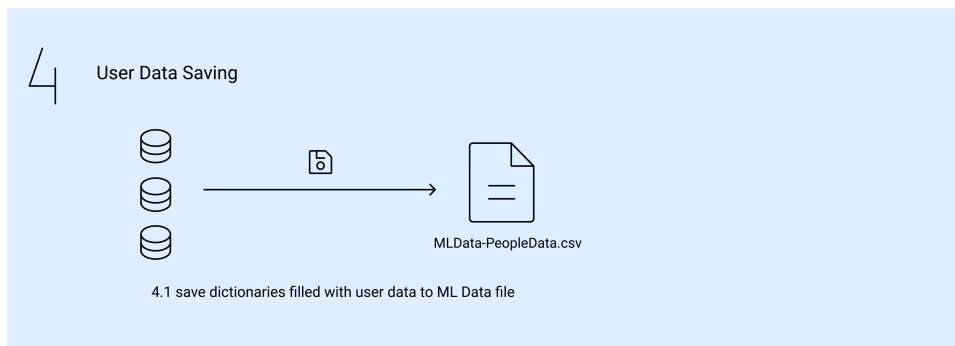 4
User Data Saving
MLData-PeopleData.csv
4.1 save dictionaries filled with user data to ML Data file